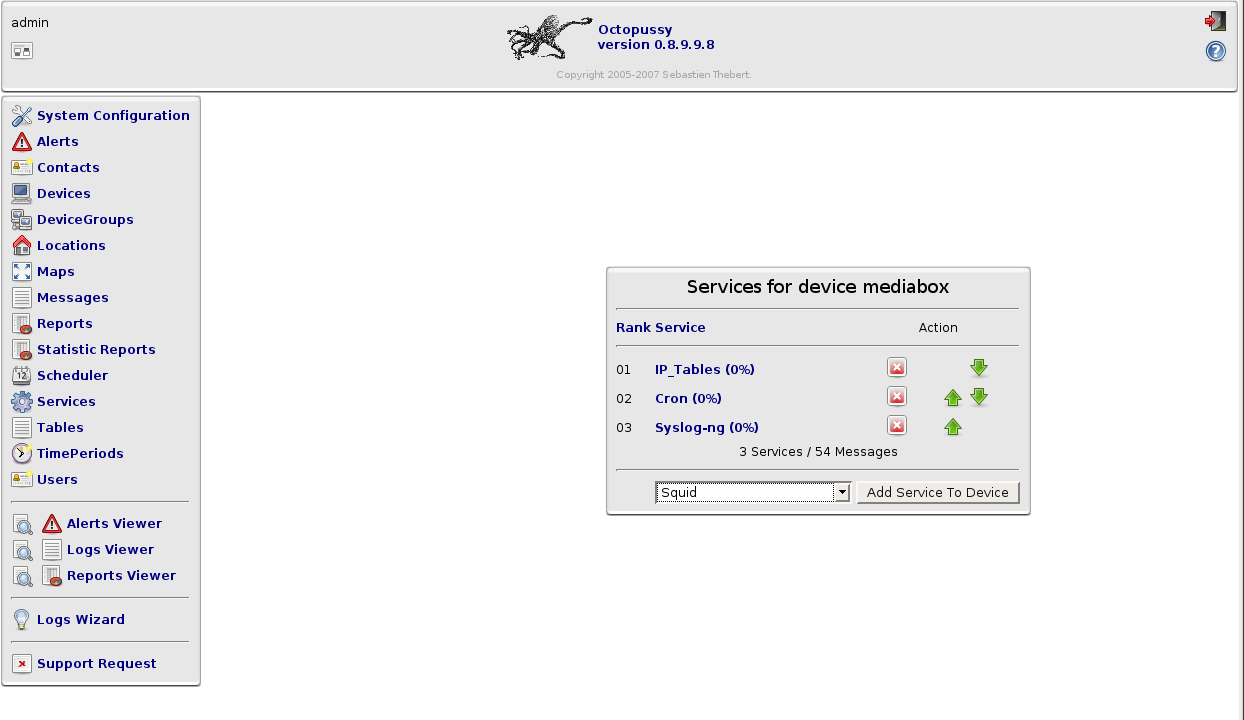 admin
Octopussy
version 0.8.9.9.8
Copyright 2005-2007 Sebastien Thebert.
System Configuration
Alerts
Contacts
Devices
DeviceGroups
Locations
Maps
Messages
Reports
Statistic Reports
12
Scheduler
Services
Tables
TimePeriods
Users
Alerts Viewer
Logs Viewer
Reports Viewer
Logs Wizard
Support Request
Services for device mediabox
Rank Service Action
01 IP_Tables (0%)
02 Cron (0%)
03 Syslog-ng (0%)
3 Services / 54 Messages
Squid Add Service To Device